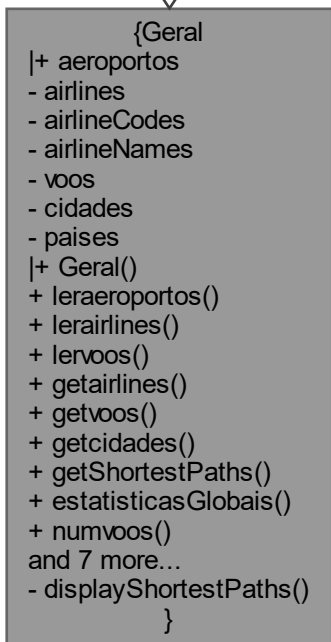 {Geral
|+ aeroportos
- airlines
- airlineCodes
- airlineNames
- voos
- cidades
- paises
|+ Geral()
+ leraeroportos()
+ lerairlines()
+ lervoos()
+ getairlines()
+ getvoos()
+ getcidades()
+ getShortestPaths()
+ estatisticasGlobais()
+ numvoos()
and 7 more...
- displayShortestPaths()
}